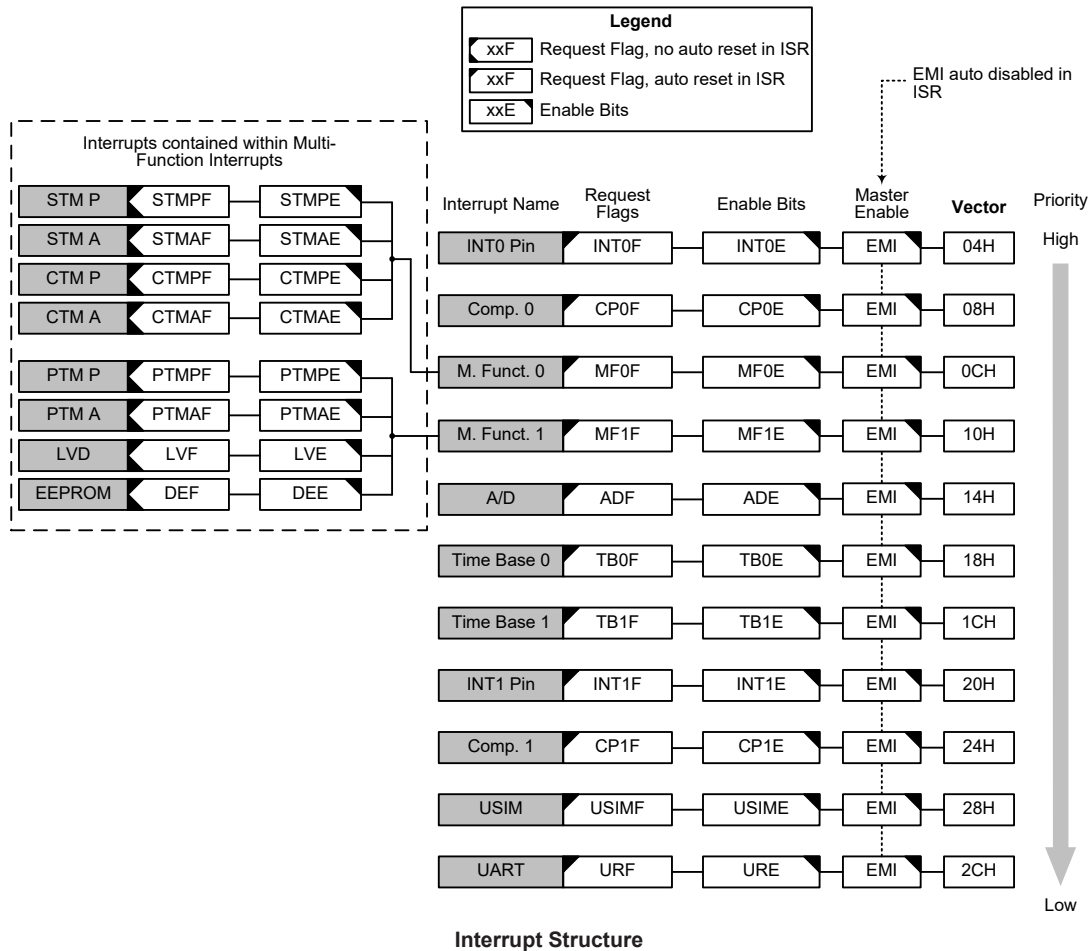 Legend
xxF Request Flag, no auto reset in ISR
xxF Request Flag, auto reset in ISR
xxE Enable Bits
EMI auto disabled in
ISR
Interrupts contained within Multi-
Function Interrupts
STM P STMPF STMPE
STM A STMAF STMAE
CTM P CTMPF CTMPE
CTM A CTMAF CTMAE
PTM P PTMPF PTMPE
PTM A PTMAF PTMAE
LVD LVF LVE
EEPROM DEF DEE
Interrupt Name Request Flags Enable Bits Master Enable Vector Priority
INT0 Pin INT0F INT0E EMI 04H High
Comp. 0 CP0F CP0E EMI 08H
M. Funct. 0 MF0F MF0E EMI 0CH
M. Funct. 1 MF1F MF1E EMI 10H
A/D ADF ADE EMI 14H
Time Base 0 TB0F TB0E EMI 18H
Time Base 1 TB1F TB1E EMI 1CH
INT1 Pin INT1F INT1E EMI 20H
Comp. 1 CP1F CP1E EMI 24H
USIM USIMF USIME EMI 28H
UART URF URE EMI 2CH
Low
Interrupt Structure